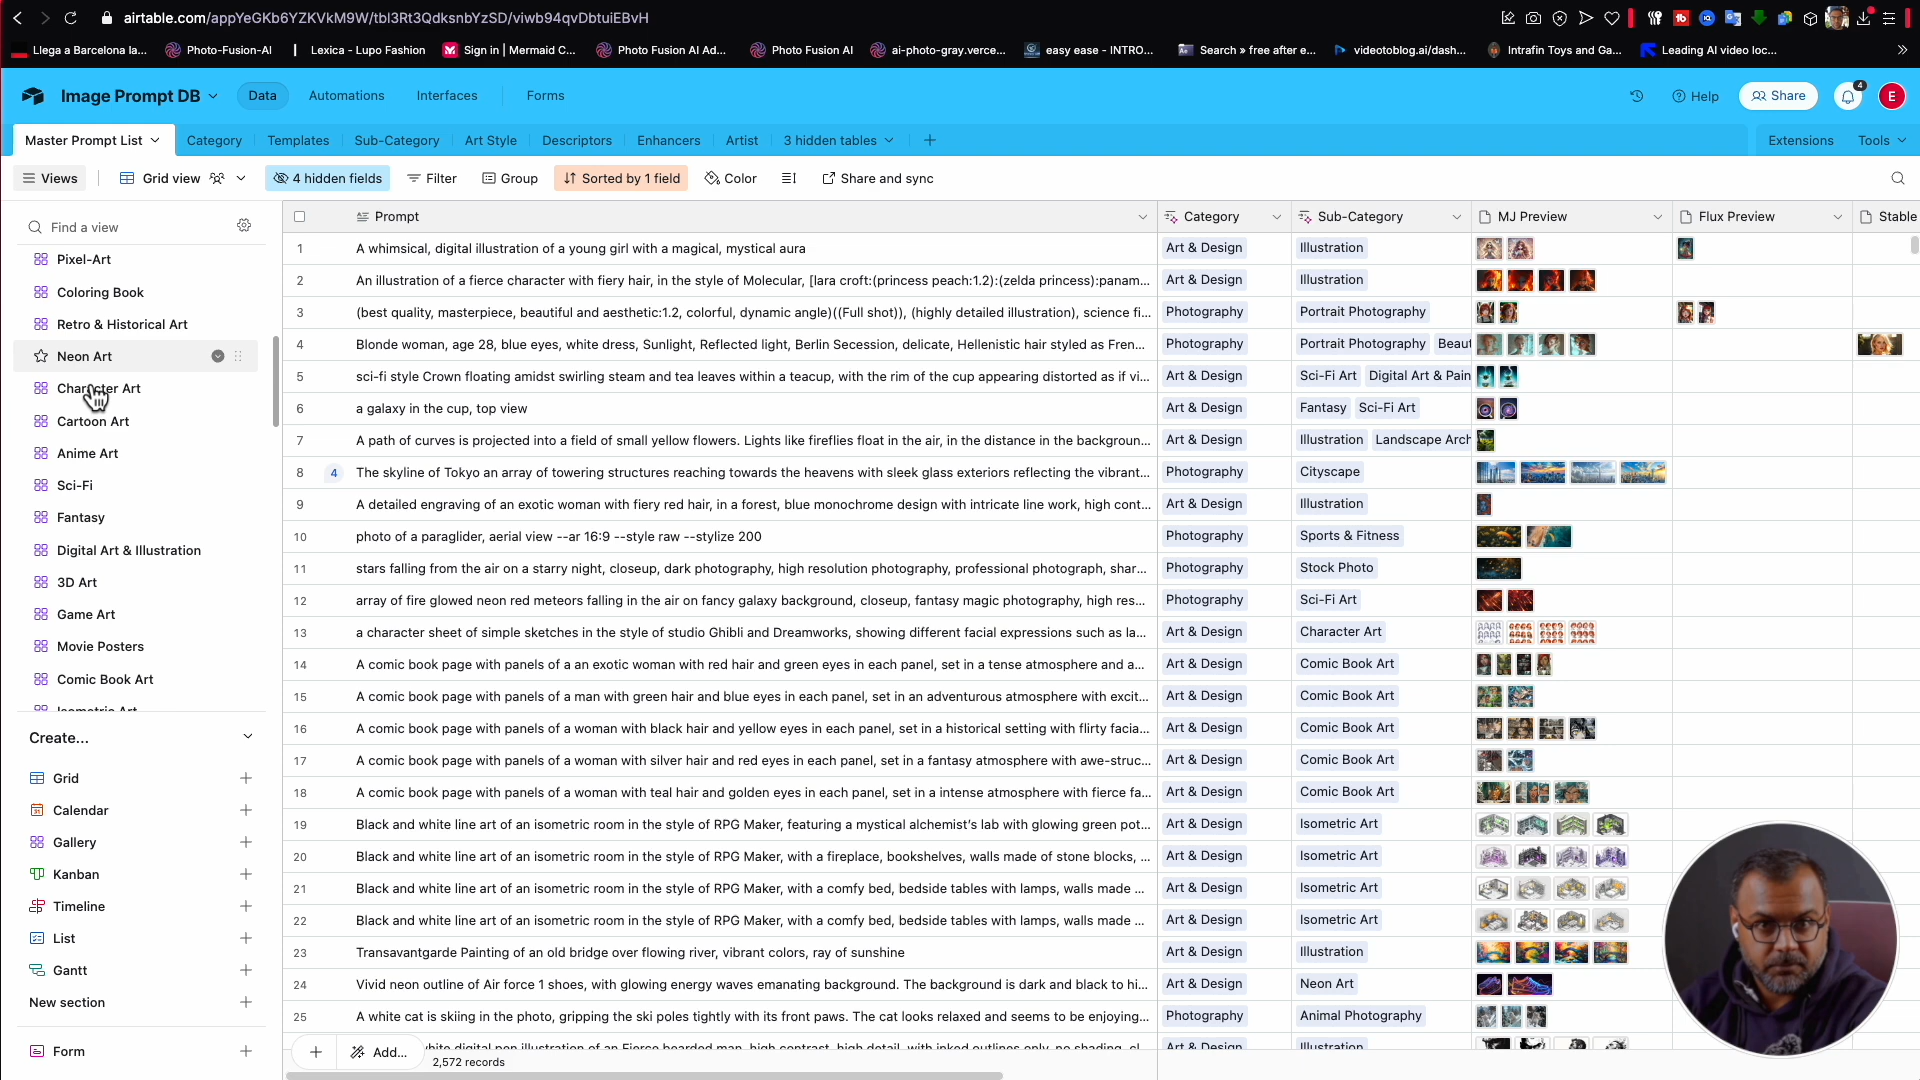 airtable.com/appYeGKb6YZKVkM9W/tbl3Rt3QdksnbYzSD/viwb94qvDbtuiEBvH
Llega a Barcelona la... Photo-Fusion-AI Lexica - Lupo Fashion Sign in | Mermaid C... Photo Fusion AI Ad... Photo Fusion AI ai-photo-gray.verce... easy ease - INTRO... Search » free after e... videotoblog.ai/dash... Intrafin Toys and Ga... Leading AI video loc...
Image Prompt DB Data Automations Interfaces Forms Help Share 4 E
Master Prompt List Category Templates Sub-Category Art Style Descriptors Enhancers Artist 3 hidden tables Extensions Tools
Views Grid view 4 hidden fields Filter Group Sorted by 1 field Color Share and sync
Find a view
Pixel-Art
Coloring Book
Retro & Historical Art
Neon Art
Character Art
Cartoon Art
Anime Art
Sci-Fi
Fantasy
Digital Art & Illustration
3D Art
Game Art
Movie Posters
Comic Book Art
Isometric Art
Create...
Grid
Calendar
Gallery
Kanban
Timeline
List
Gantt
New section
Form
Prompt Category Sub-Category MJ Preview Flux Preview Stable
1 A whimsical, digital illustration of a young girl with a magical, mystical aura Art & Design Illustration
2 An illustration of a fierce character with fiery hair, in the style of Molecular, [lara croft:(princess peach:1.2):(zelda princess):panam... Art & Design Illustration
3 (best quality, masterpiece, beautiful and aesthetic:1.2, colorful, dynamic angle)((Full shot)), (highly detailed illustration), science fi... Photography Portrait Photography
4 Blonde woman, age 28, blue eyes, white dress, Sunlight, Reflected light, Berlin Secession, delicate, Hellenistic hair styled as Fren... Photography Portrait Photography Beaut
5 sci-fi style Crown floating amidst swirling steam and tea leaves within a teacup, with the rim of the cup appearing distorted as if vi... Art & Design Sci-Fi Art Digital Art & Pain
6 a galaxy in the cup, top view Art & Design Fantasy Sci-Fi Art
7 A path of curves is projected into a field of small yellow flowers. Lights like fireflies float in the air, in the distance in the backgroun... Art & Design Illustration Landscape Arch
8 4 The skyline of Tokyo an array of towering structures reaching towards the heavens with sleek glass exteriors reflecting the vibrant... Photography Cityscape
9 A detailed engraving of an exotic woman with fiery red hair, in a forest, blue monochrome design with intricate line work, high cont... Art & Design Illustration
10 photo of a paraglider, aerial view --ar 16:9 --style raw --stylize 200 Photography Sports & Fitness
11 stars falling from the air on a starry night, closeup, dark photography, high resolution photography, professional photograph, shar... Photography Stock Photo
12 array of fire glowed neon red meteors falling in the air on fancy galaxy background, closeup, fantasy magic photography, high res... Photography Sci-Fi Art
13 a character sheet of simple sketches in the style of studio Ghibli and Dreamworks, showing different facial expressions such as la... Art & Design Character Art
14 A comic book page with panels of a an exotic woman with red hair and green eyes in each panel, set in a tense atmosphere and a... Art & Design Comic Book Art
15 A comic book page with panels of a man with green hair and blue eyes in each panel, set in an adventurous atmosphere with excit... Art & Design Comic Book Art
16 A comic book page with panels of a woman with black hair and yellow eyes in each panel, set in a historical setting with flirty facia... Art & Design Comic Book Art
17 A comic book page with panels of a woman with silver hair and red eyes in each panel, set in a fantasy atmosphere with awe-struc... Art & Design Comic Book Art
18 A comic book page with panels of a woman with teal hair and golden eyes in each panel, set in a intense atmosphere with fierce fa... Art & Design Comic Book Art
19 Black and white line art of an isometric room in the style of RPG Maker, featuring a mystical alchemist's lab with glowing green pot... Art & Design Isometric Art
20 Black and white line art of an isometric room in the style of RPG Maker, with a fireplace, bookshelves, walls made of stone blocks, ... Art & Design Isometric Art
21 Black and white line art of an isometric room in the style of RPG Maker, with a comfy bed, bedside tables with lamps, walls made ... Art & Design Isometric Art
22 Black and white line art of an isometric room in the style of RPG Maker, with a comfy bed, bedside tables with lamps, walls made ... Art & Design Isometric Art
23 Transavantgarde Painting of an old bridge over flowing river, vibrant colors, ray of sunshine Art & Design Illustration
24 Vivid neon outline of Air force 1 shoes, with glowing energy waves emanating background. The background is dark and black to hi... Art & Design Neon Art
25 A white cat is skiing in the photo, gripping the ski poles tightly with its front paws. The cat looks relaxed and seems to be enjoying... Photography Animal Photography
white digital pen illustration of an Fierce bearded man, high contrast, high detail, with inked outlines only, no shading, cl... Art & Design Illustration
Add...
2,572 records